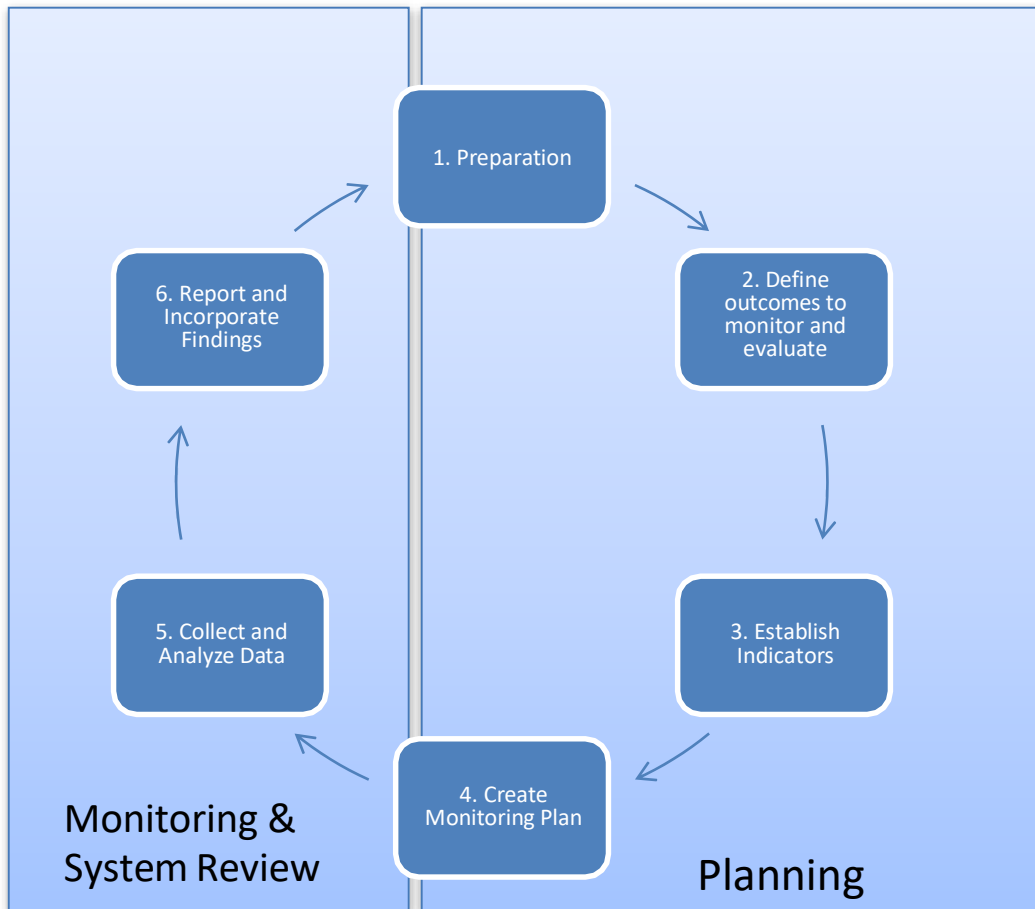 1. Preparation
2. Define
outcomes to
monitor and
evaluate
3. Establish
Indicators
4. Create
Monitoring Plan
5. Collect and
Analyze Data
6. Report and
Incorporate
Findings
Monitoring &
System Review
Planning